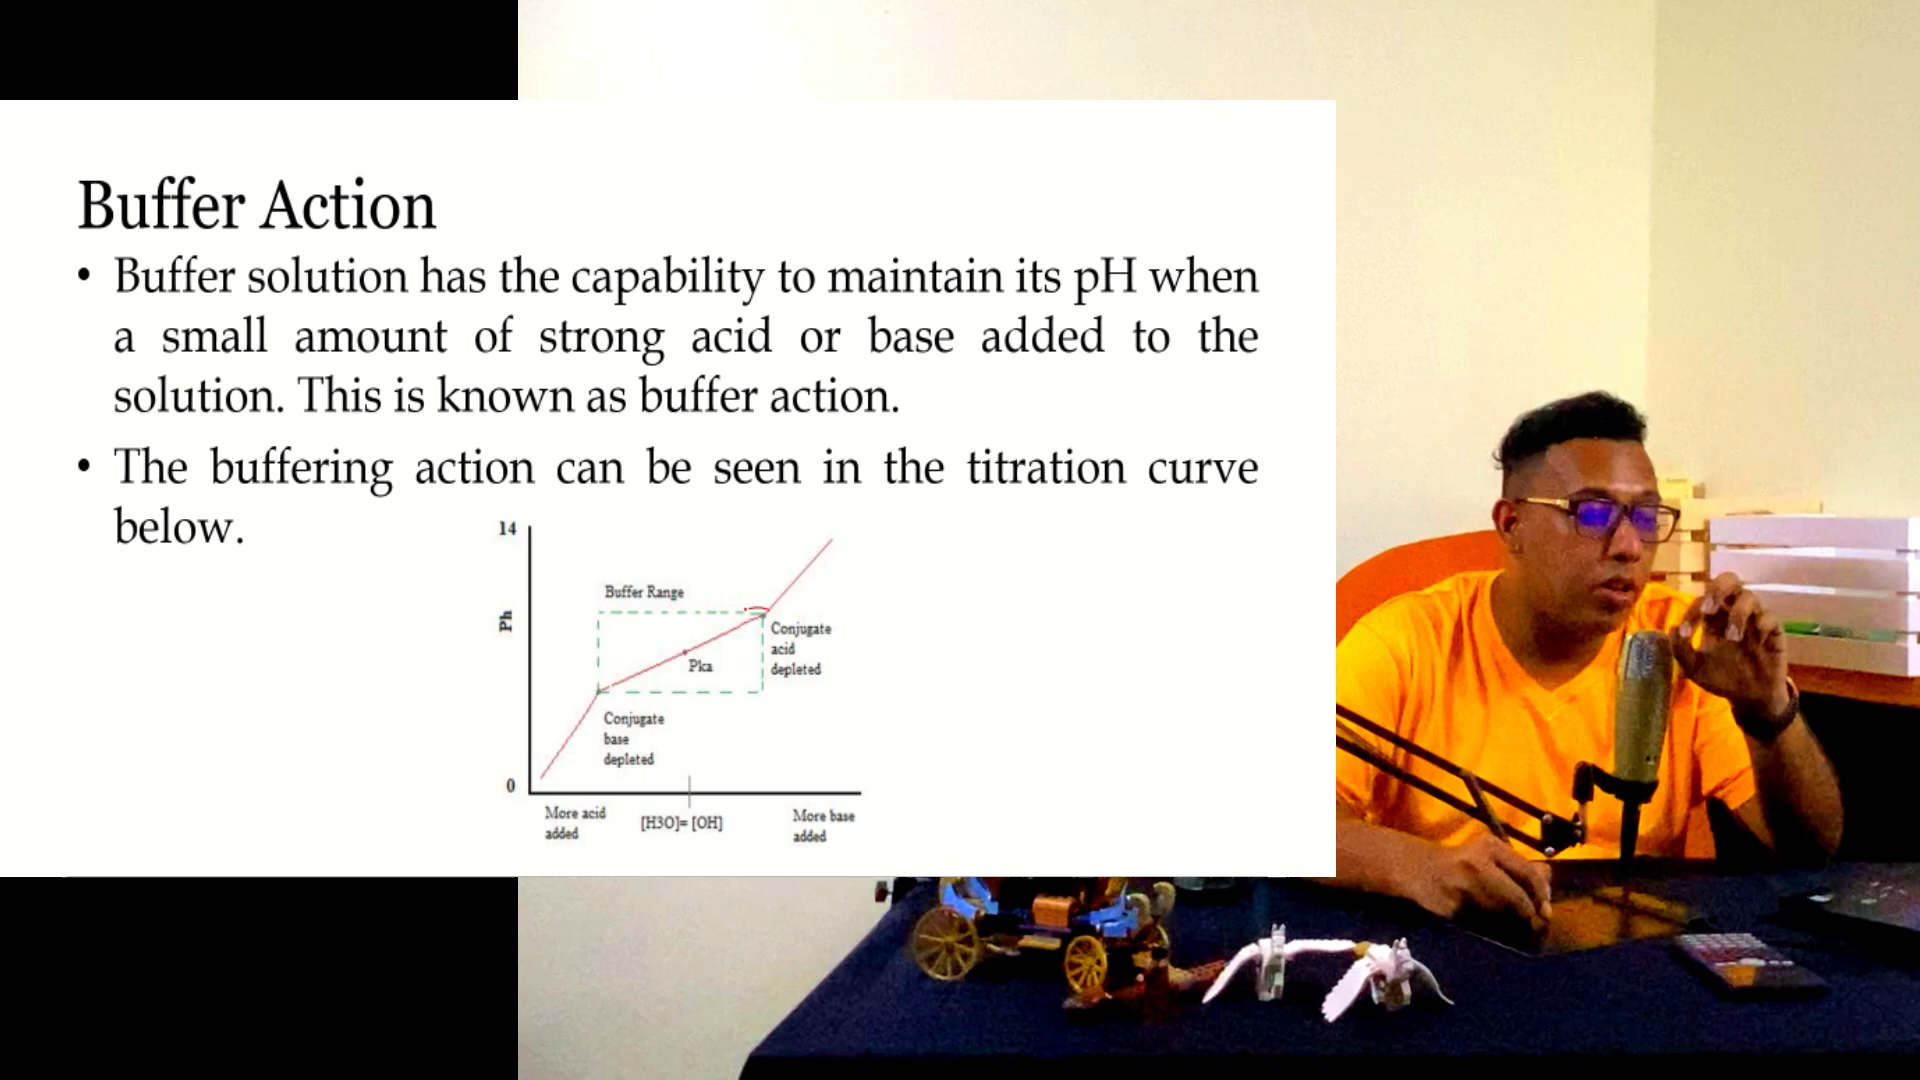 Buffer Action
• Buffer solution has the capability to maintain its pH when
a small amount of strong acid or base added to the
solution. This is known as buffer action.
• The buffering action can be seen in the titration curve
below.
14
Buffer Range
Ph
Conjugate
acid
depleted
Pka
Conjugate
base
depleted
0
More acid
added
[H3O]= [OH]
More base
added